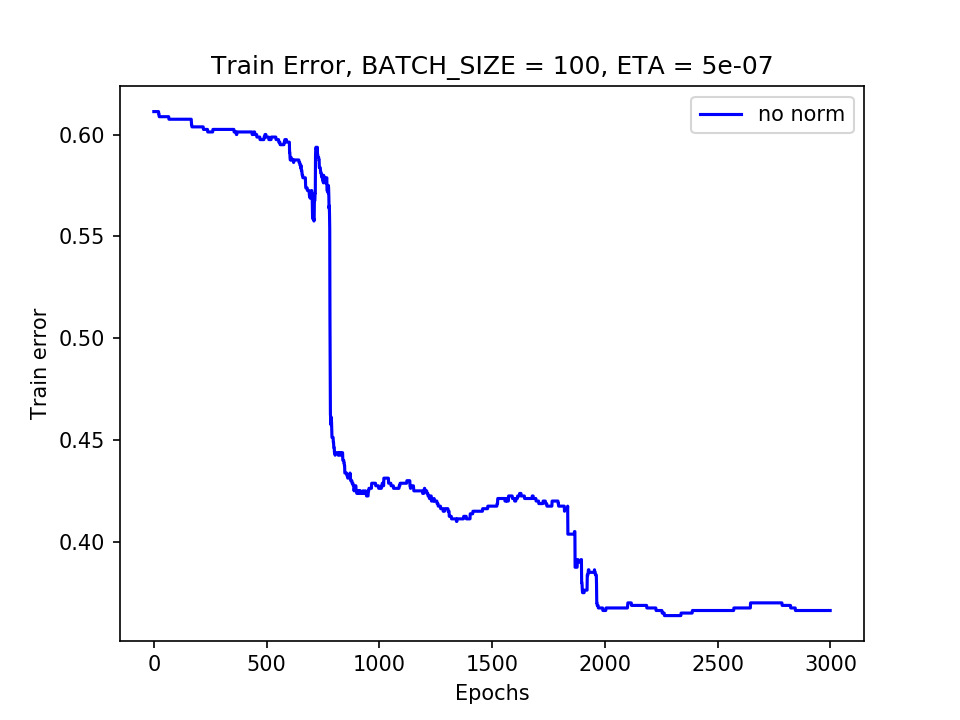 Train Error, BATCH_SIZE = 100, ETA = 5e-07
no norm
0.60
0.55
0.50
0.45
0.40
Train error
0 500 1000 1500 2000 2500 3000
Epochs